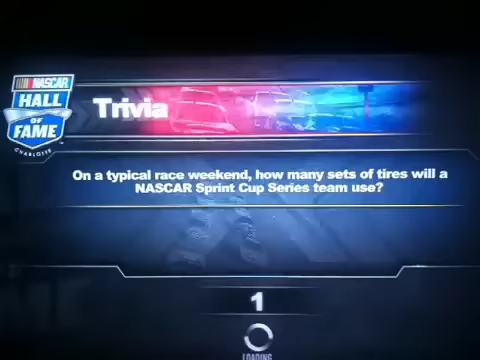 NASCAR
HALL
OF
FAME
CHARLOTTE
Trivia
On a typical race weekend, how many sets of tires will a
NASCAR Sprint Cup Series team use?
1
LOADING